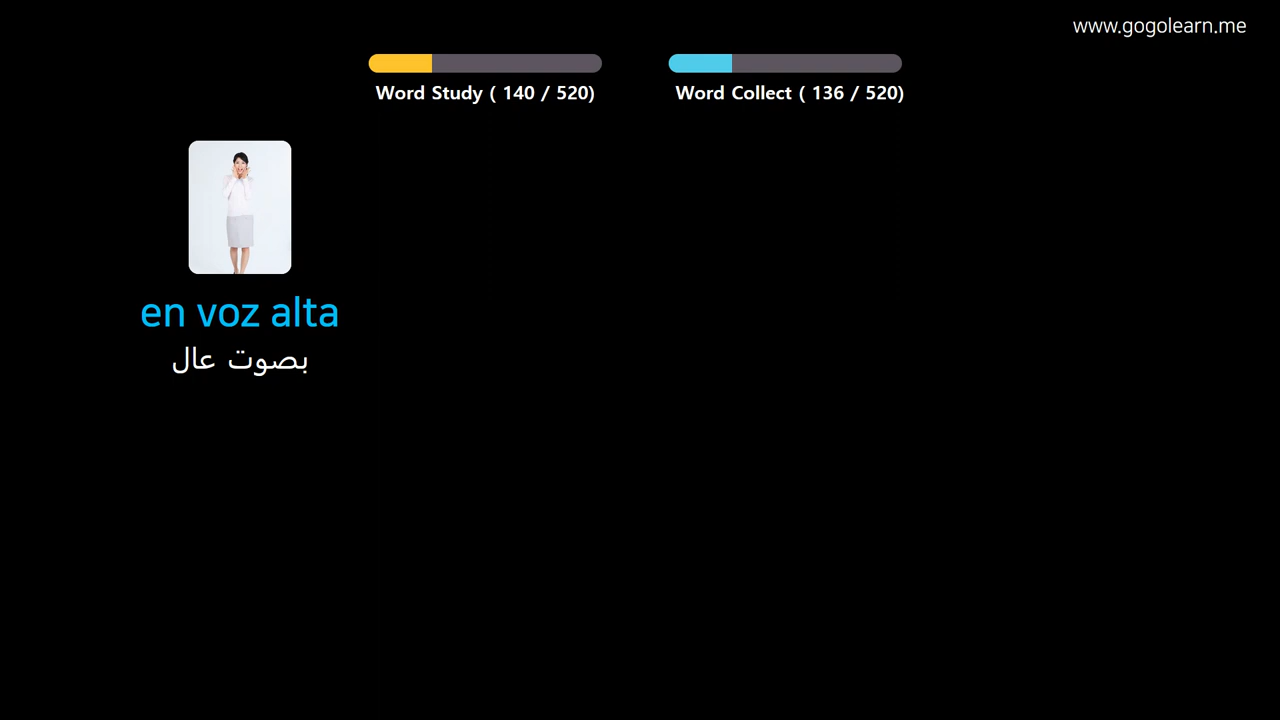 www.gogolearn.me
Word Study ( 140 / 520)
Word Collect ( 136 / 520)
en voz alta
بصوت عال